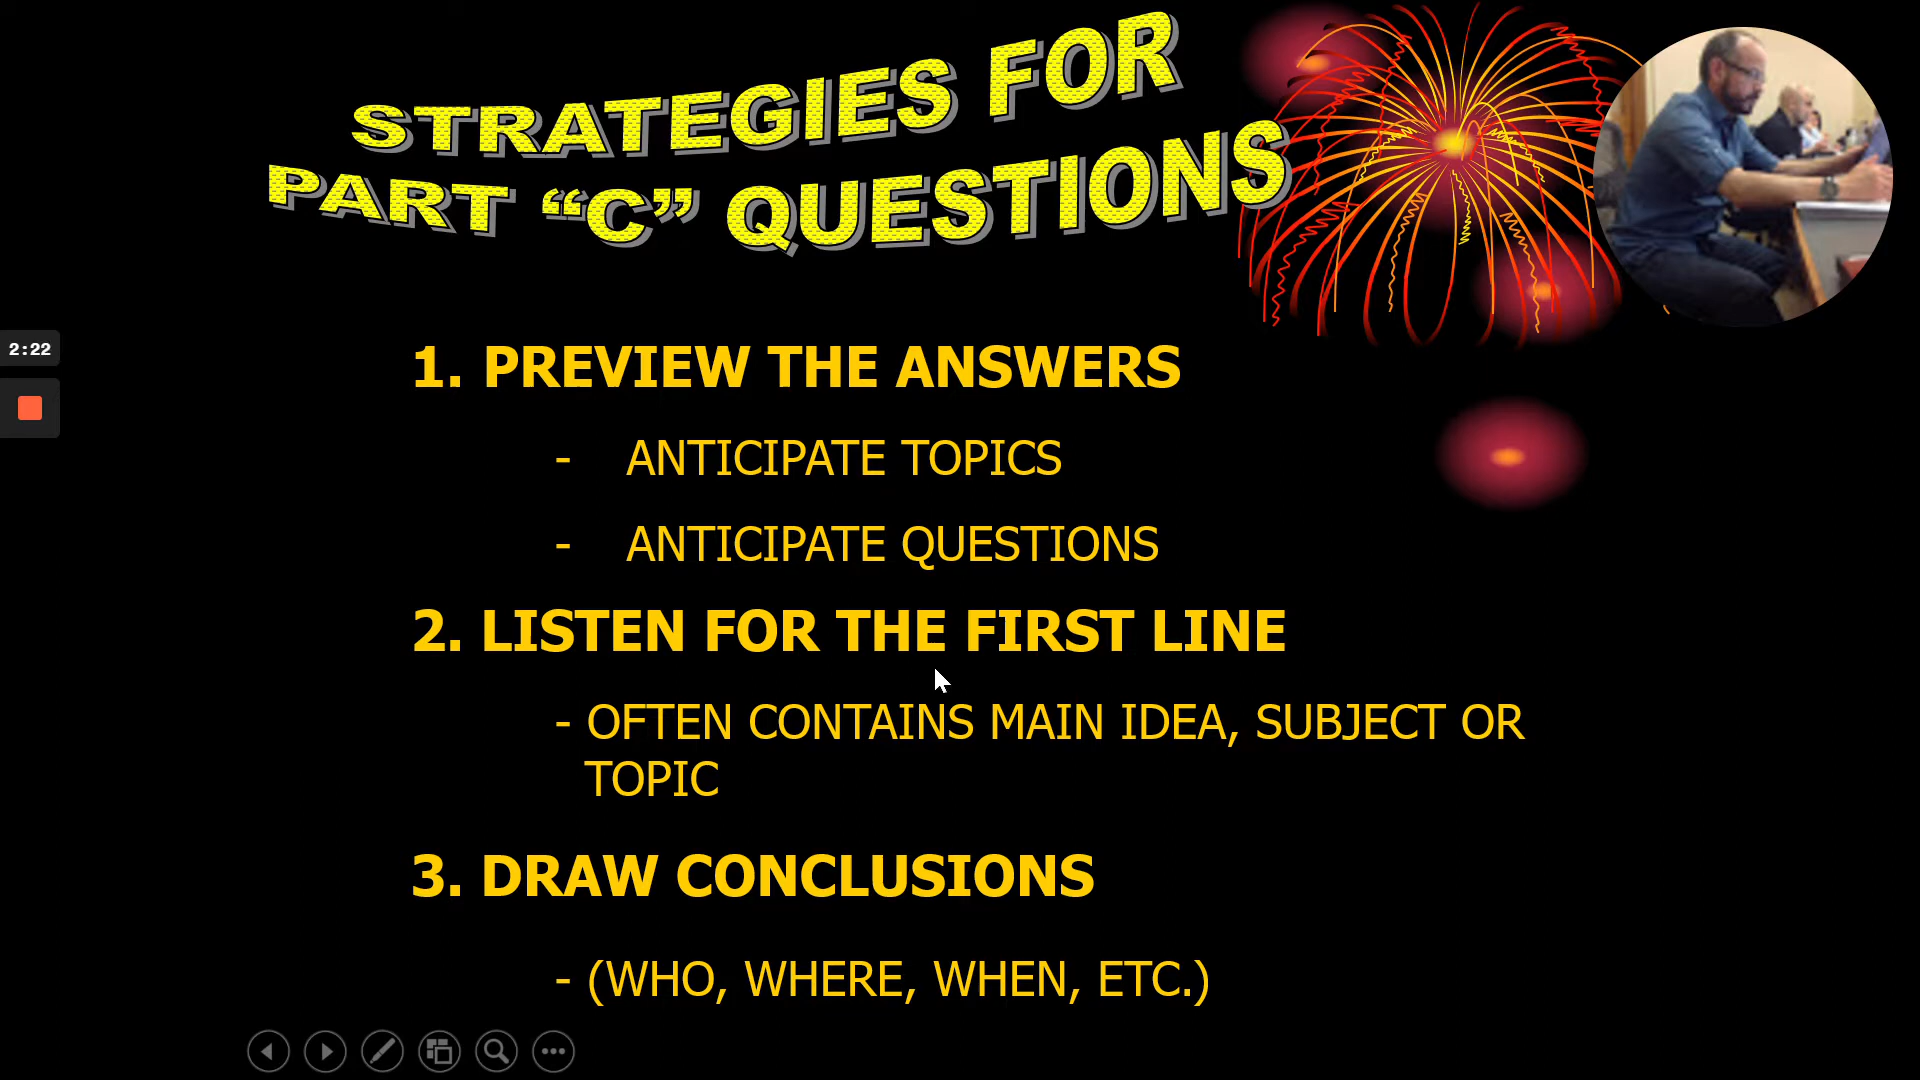 STRATEGIES FOR
PART “C” QUESTIONS
2:22
1. PREVIEW THE ANSWERS
- ANTICIPATE TOPICS
- ANTICIPATE QUESTIONS
2. LISTEN FOR THE FIRST LINE
- OFTEN CONTAINS MAIN IDEA, SUBJECT OR
TOPIC
3. DRAW CONCLUSIONS
- (WHO, WHERE, WHEN, ETC.)